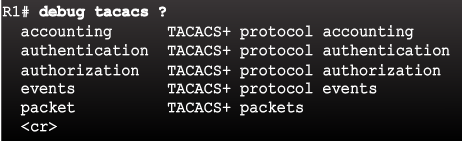 R1# debug tacacs ?
accounting TACACS+ protocol accounting
authentication TACACS+ protocol authentication
authorization TACACS+ protocol authorization
events TACACS+ protocol events
packet TACACS+ packets
<cr>